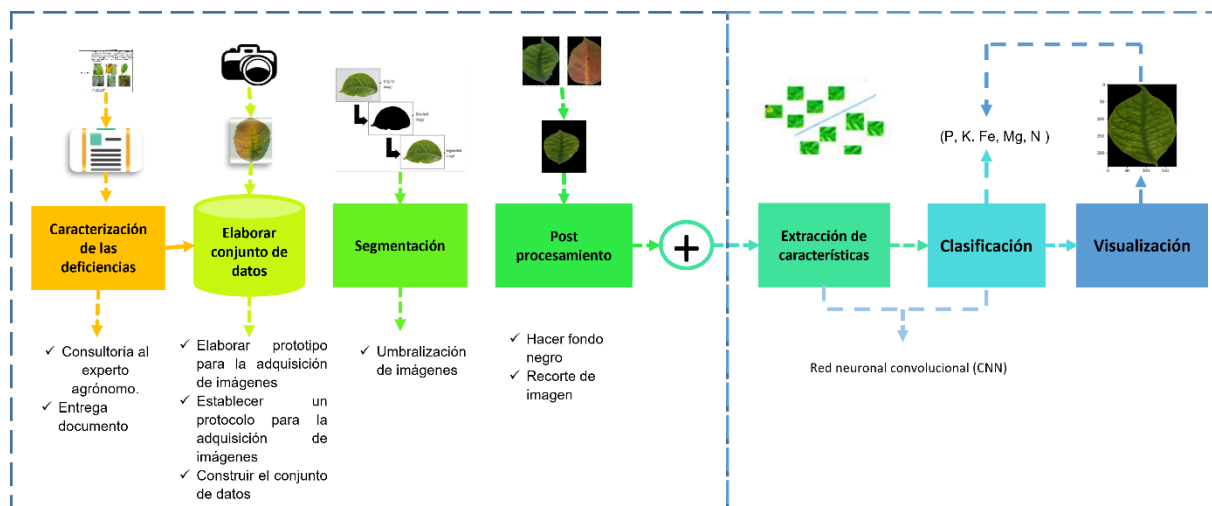 (P, K. Fe, Mg, N )
Caracterización
de las
deficiencias
Elaborar
conjunto de
datos
Segmentación
Post
procesamiento
+
Extracción de
características
Clasificación
Visualización
✓ Consultoría al
experto
agrónomo.
✓ Entrega
documento
✓ Elaborar prototipo
para la adquisición
de imágenes
✓ Establecer un
protocolo para la
adquisición de
imágenes
✓ Construir el conjunto
de datos
✓ Umbralización
de imágenes
✓ Hacer fondo
negro
✓ Recorte de
imagen
Red neuronal convolucional (CNN)